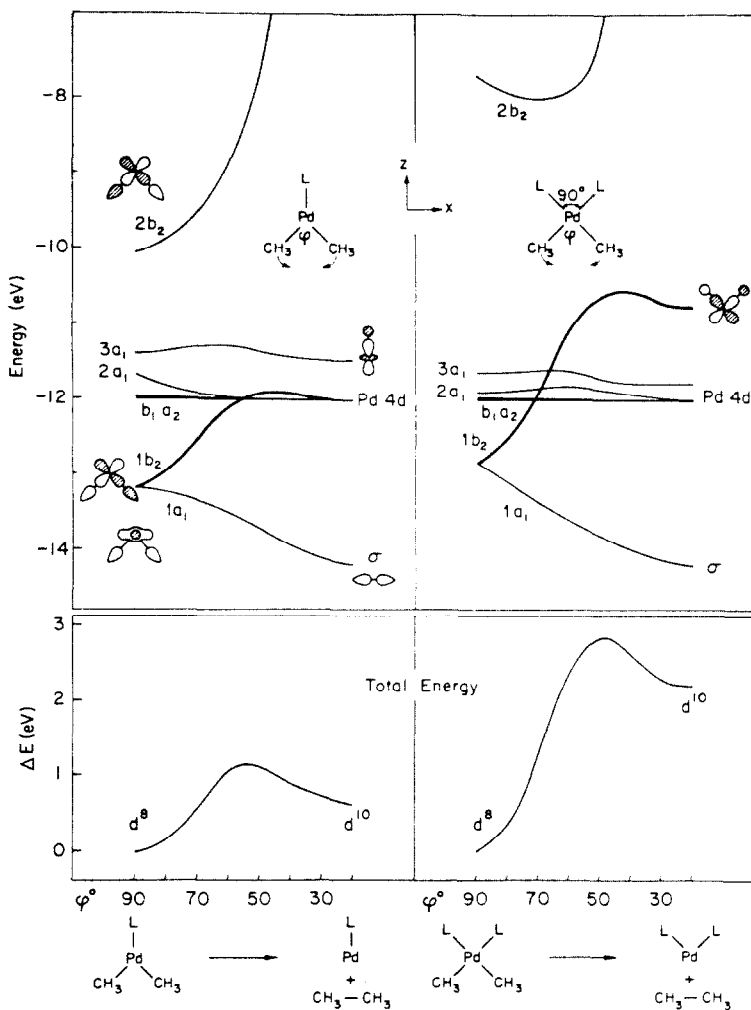 -8
-10
-12
-14
Energy (eV)
2b₂
3a₁
2a₁
b₁ a₂
1b₂
1a₁
L
Pd
φ
CH₃ CH₃
Pd 4d
σ
z
x
2b₂
90°
L L
Pd
φ
CH₃ CH₃
3a₁
2a₁
b₁ a₂
1b₂
1a₁
Pd 4d
σ
3
2
1
0
ΔE (eV)
Total Energy
d⁸
d¹⁰
d⁸
d¹⁰
φ° 90 70 50 30 φ° 90 70 50 30
L
Pd
CH₃ CH₃
L
Pd
+
CH₃—CH₃
L L
Pd
CH₃ CH₃
L L
Pd
+
CH₃—CH₃